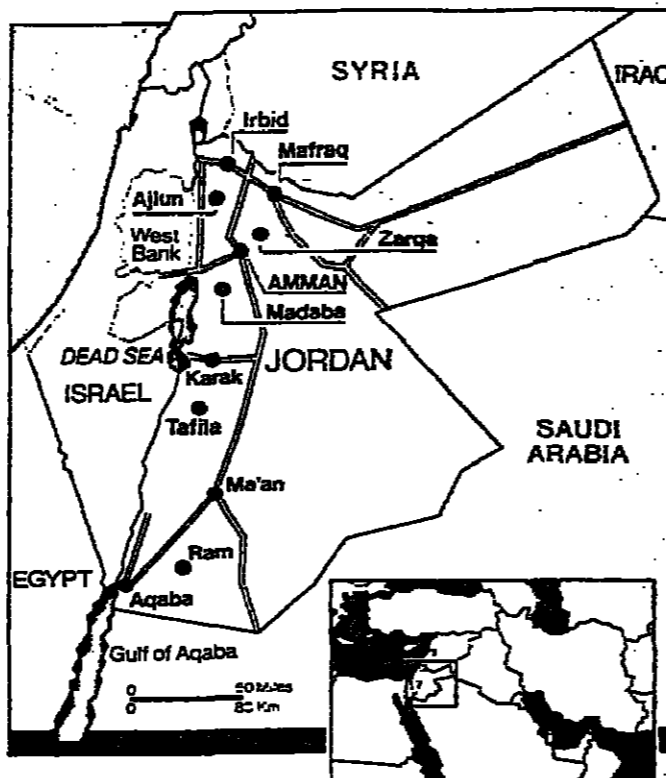 SYRIA
IRAQ
Irbid
Mafraq
Ajlun
West
Bank
Zarqa
AMMAN
Madaba
DEAD SEA
JORDAN
Karak
ISRAEL
Tafila
SAUDI
ARABIA
Ma'an
Ram
EGYPT
Aqaba
Gulf of Aqaba
0 50 Miles
0 80 Km